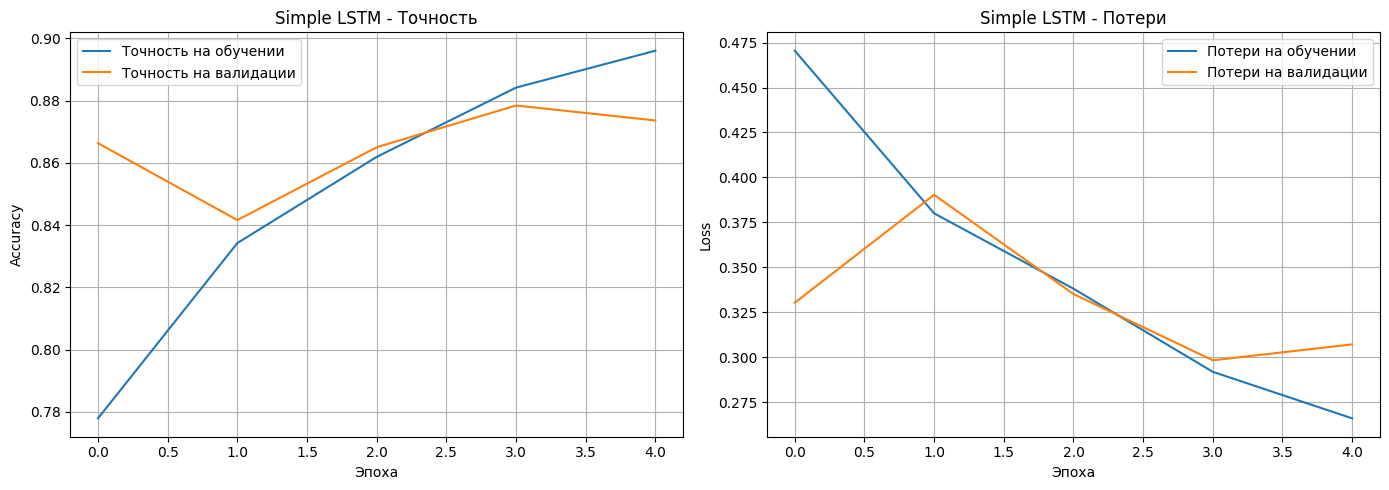 Simple LSTM - Точность
Точность на обучении
Точность на валидации
0.90
0.88
0.86
0.84
0.82
0.80
0.78
Accuracy
0.0 0.5 1.0 1.5 2.0 2.5 3.0 3.5 4.0
Эпоха
Simple LSTM - Потери
Потери на обучении
Потери на валидации
0.475
0.450
0.425
0.400
0.375
0.350
0.325
0.300
0.275
Loss
0.0 0.5 1.0 1.5 2.0 2.5 3.0 3.5 4.0
Эпоха